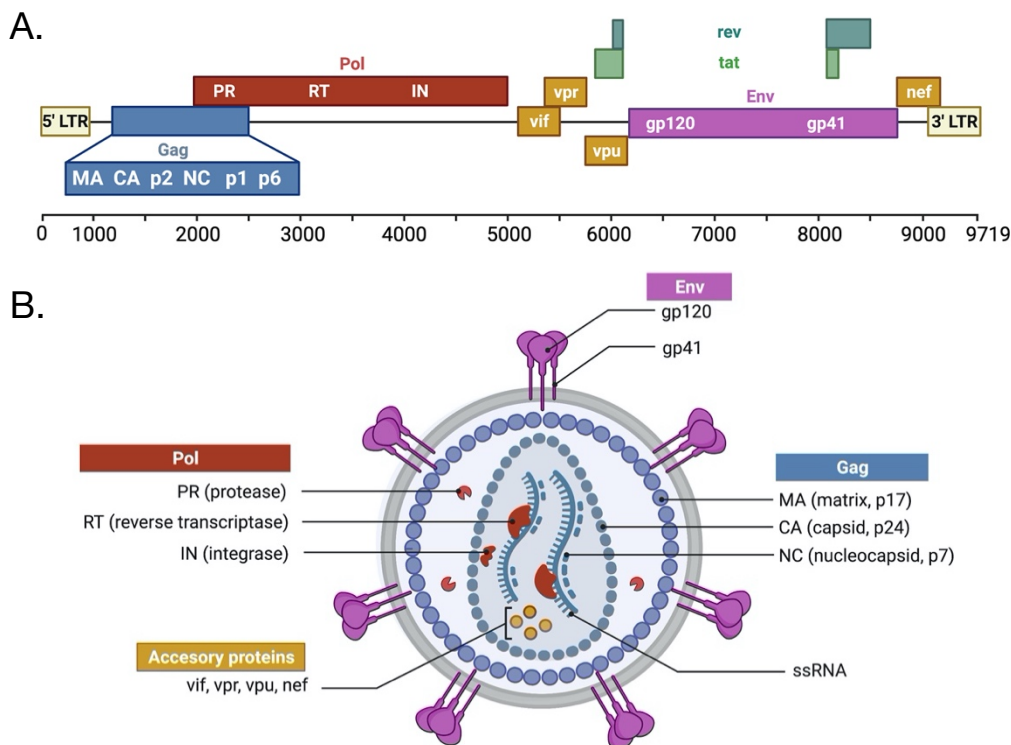 A.
rev
tat
Pol
PR RT IN
vpr
Env
nef
5' LTR
vif
gp120 gp41
3' LTR
vpu
Gag
MA CA p2 NC p1 p6
0 1000 2000 3000 4000 5000 6000 7000 8000 9000 9719
B.
Env
gp120
gp41
Pol
PR (protease)
RT (reverse transcriptase)
IN (integrase)
Gag
MA (matrix, p17)
CA (capsid, p24)
NC (nucleocapsid, p7)
Accesory proteins
vif, vpr, vpu, nef
ssRNA